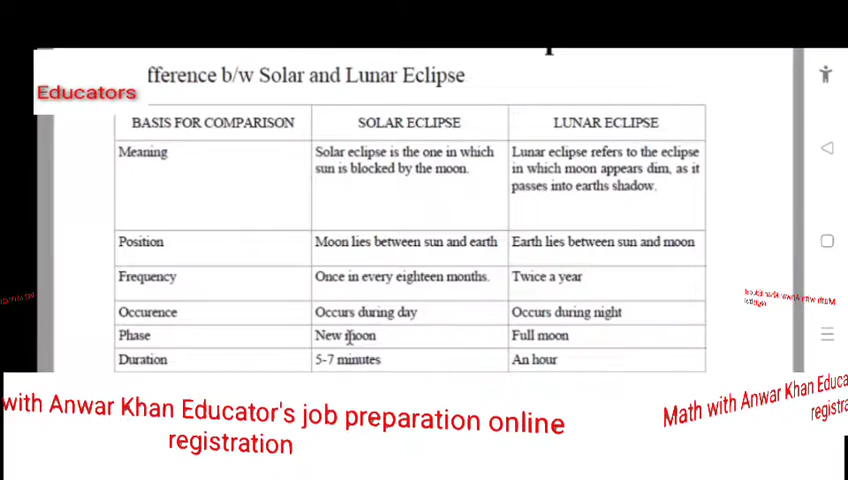 fference b/w Solar and Lunar Eclipse
Educators
BASIS FOR COMPARISON SOLAR ECLIPSE LUNAR ECLIPSE
Meaning Solar eclipse is the one in which Lunar eclipse refers to the eclipse
sun is blocked by the moon. in which moon appears dim, as it
passes into earths shadow.
Position Moon lies between sun and earth Earth lies between sun and moon
Frequency Once in every eighteen months. Twice a year
Occurence Occurs during day Occurs during night
Phase New moon Full moon
Duration 5-7 minutes An hour
with Anwar Khan Educator's job preparation online
registration
Math with Anwar Khan Educa
registra